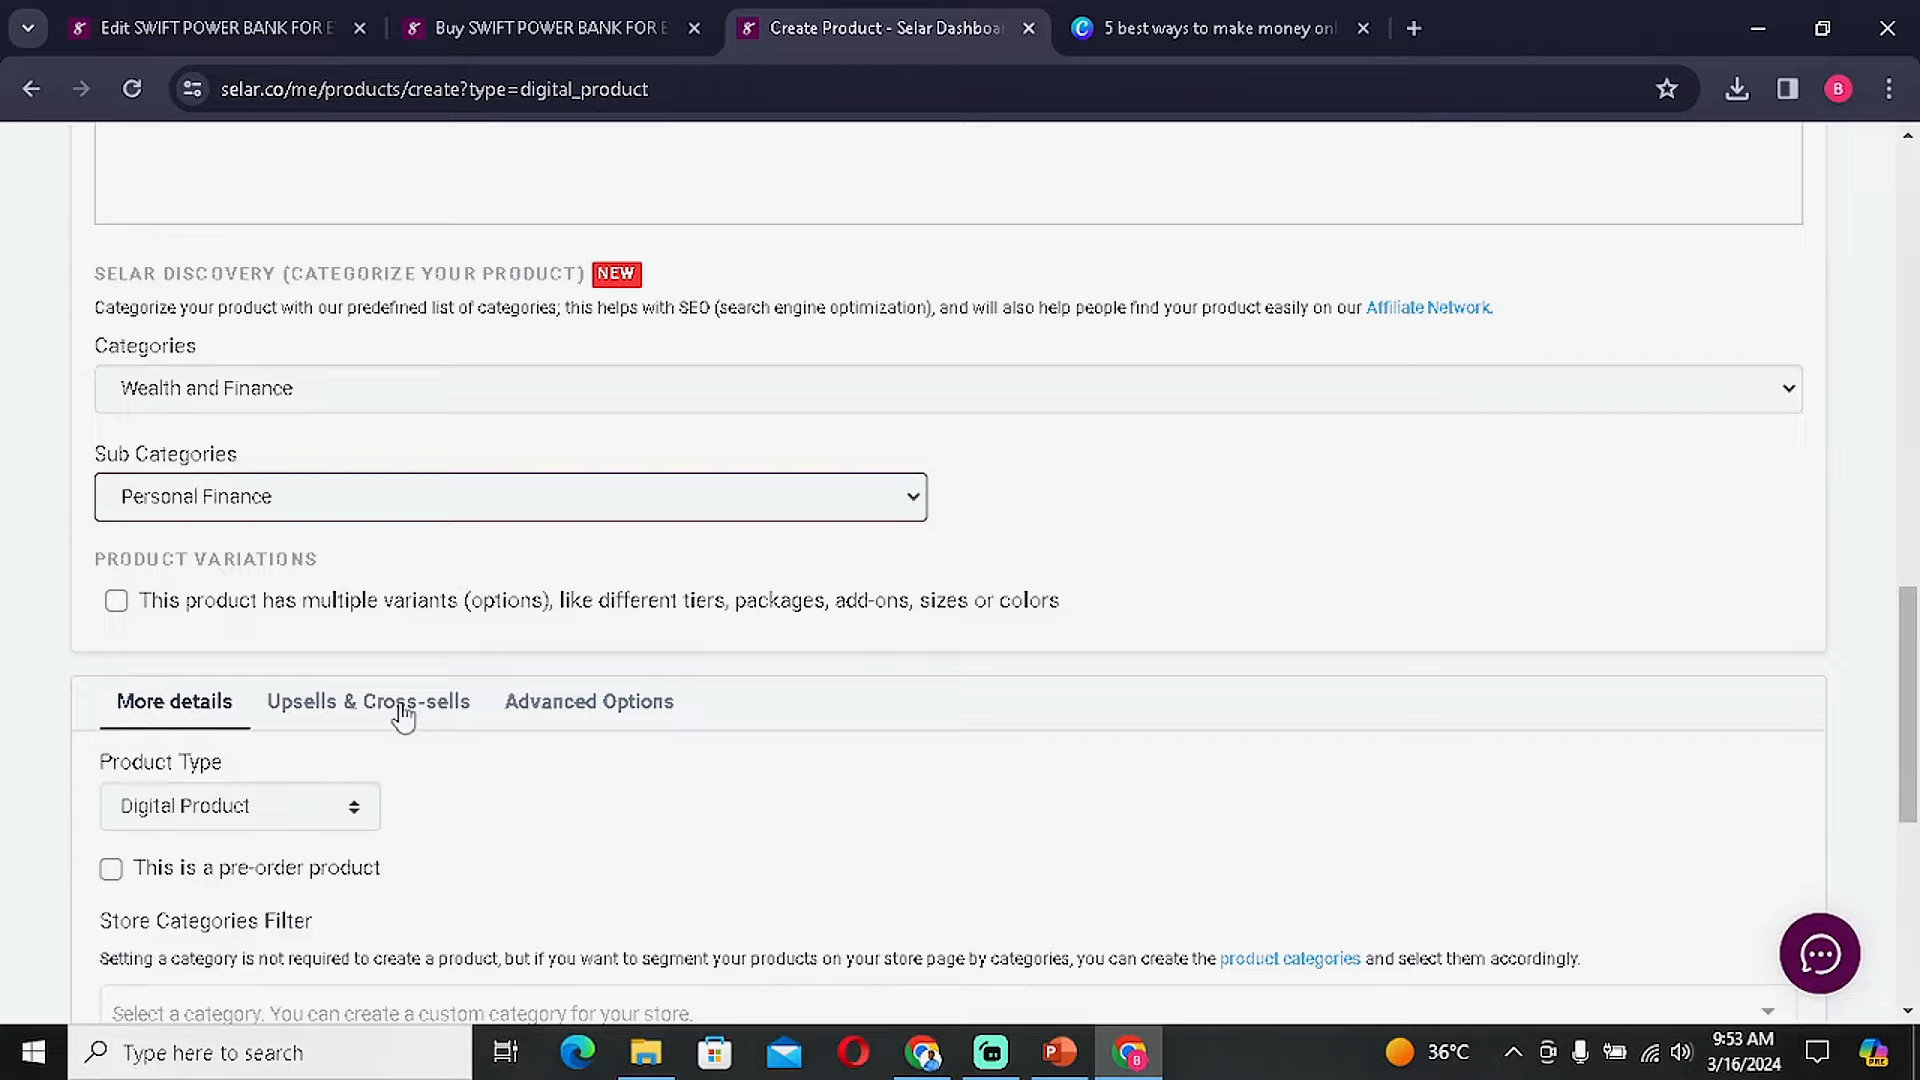 Edit SWIFT POWER BANK FOR E
Buy SWIFT POWER BANK FOR E
Create Product - Selar Dashboa
5 best ways to make money onl
selar.co/me/products/create?type=digital_product
B
SELAR DISCOVERY (CATEGORIZE YOUR PRODUCT) NEW
Categorize your product with our predefined list of categories; this helps with SEO (search engine optimization), and will also help people find your product easily on our Affiliate Network.
Categories
Wealth and Finance
Sub Categories
Personal Finance
PRODUCT VARIATIONS
This product has multiple variants (options), like different tiers, packages, add-ons, sizes or colors
More details
Upsells & Cross-sells
Advanced Options
Product Type
Digital Product
This is a pre-order product
Store Categories Filter
Setting a category is not required to create a product, but if you want to segment your products on your store page by categories, you can create the product categories and select them accordingly.
Select a category. You can create a custom category for your store.
Type here to search
36°C
9:53 AM
3/16/2024